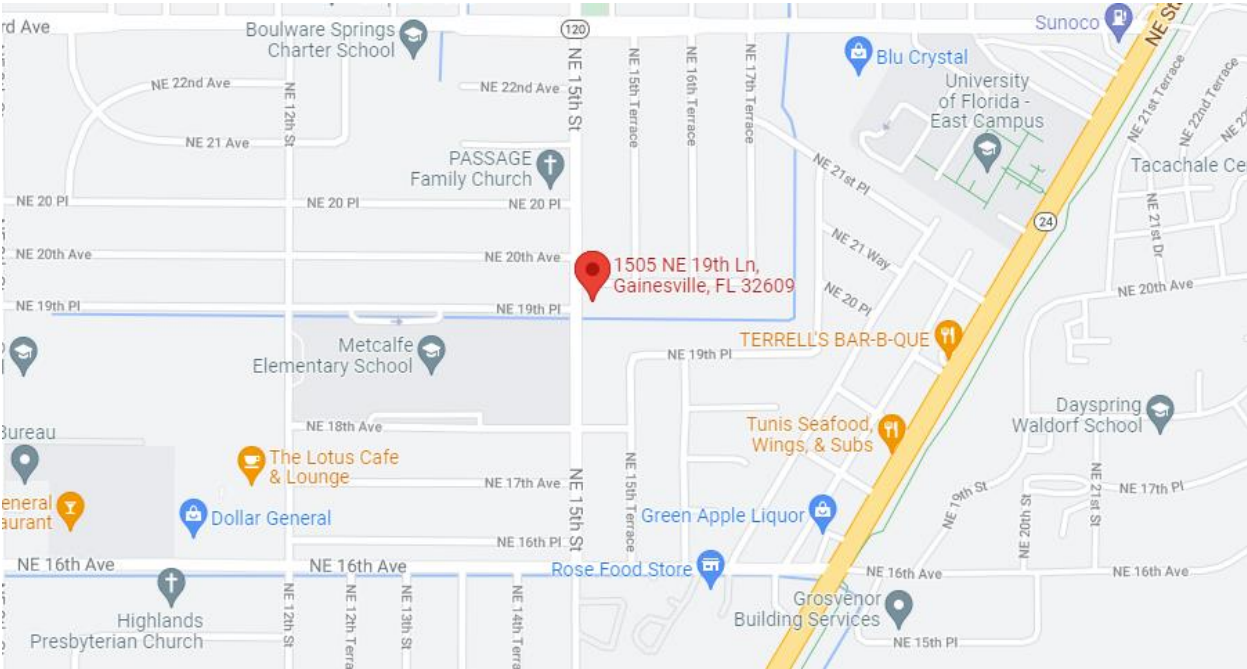 rd Ave
Boulware Springs
Charter School
120
Sunoco
Blu Crystal
University
of Florida -
East Campus
NE 22nd Ave
NE 12th St
NE 22nd Ave
NE 15th St
NE 15th Terrace
NE 16th Terrace
NE 17th Terrace
NE 21st Terrace
NE 22nd Terrace
NE 21 Ave
PASSAGE
Family Church
NE 21st Pl
Tacachale Ce
NE 20 Pl
NE 20 Pl
NE 20 Pl
24
NE 21st Dr
NE 20th Ave
NE 20th Ave
NE 21 Way
1505 NE 19th Ln,
Gainesville, FL 32609
NE 20th Ave
NE 19th Pl
NE 19th Pl
NE 20 Pl
Metcalfe
Elementary School
NE 19th Pl
TERRELL'S BAR-B-QUE
NE 18th Ave
Tunis Seafood,
Wings, & Subs
Dayspring
Waldorf School
Bureau
The Lotus Cafe
& Lounge
NE 17th Ave
NE 15th St
NE 15th Terrace
NE 19th St
NE 20th St
NE 21st St
NE 17th Pl
eneral
aurant
Dollar General
Green Apple Liquor
NE 16th Pl
NE 16th Ave
NE 16th Ave
Rose Food Store
NE 16th Ave
NE 16th Ave
Highlands
Presbyterian Church
NE 12th St
NE 12th Terra
NE 13th St
NE 14th Terra
Grosvenor
Building Services
NE 15th Pl